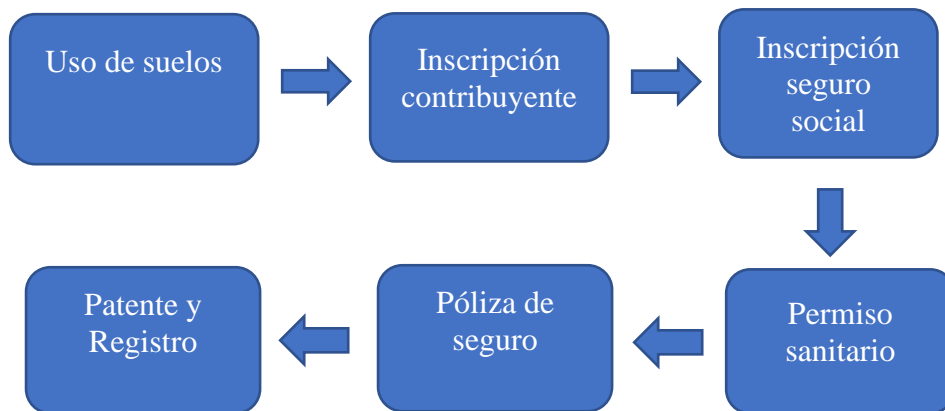 Uso de suelos
Inscripción
contribuyente
Inscripción
seguro
social
Permiso
sanitario
Póliza de
seguro
Patente y
Registro